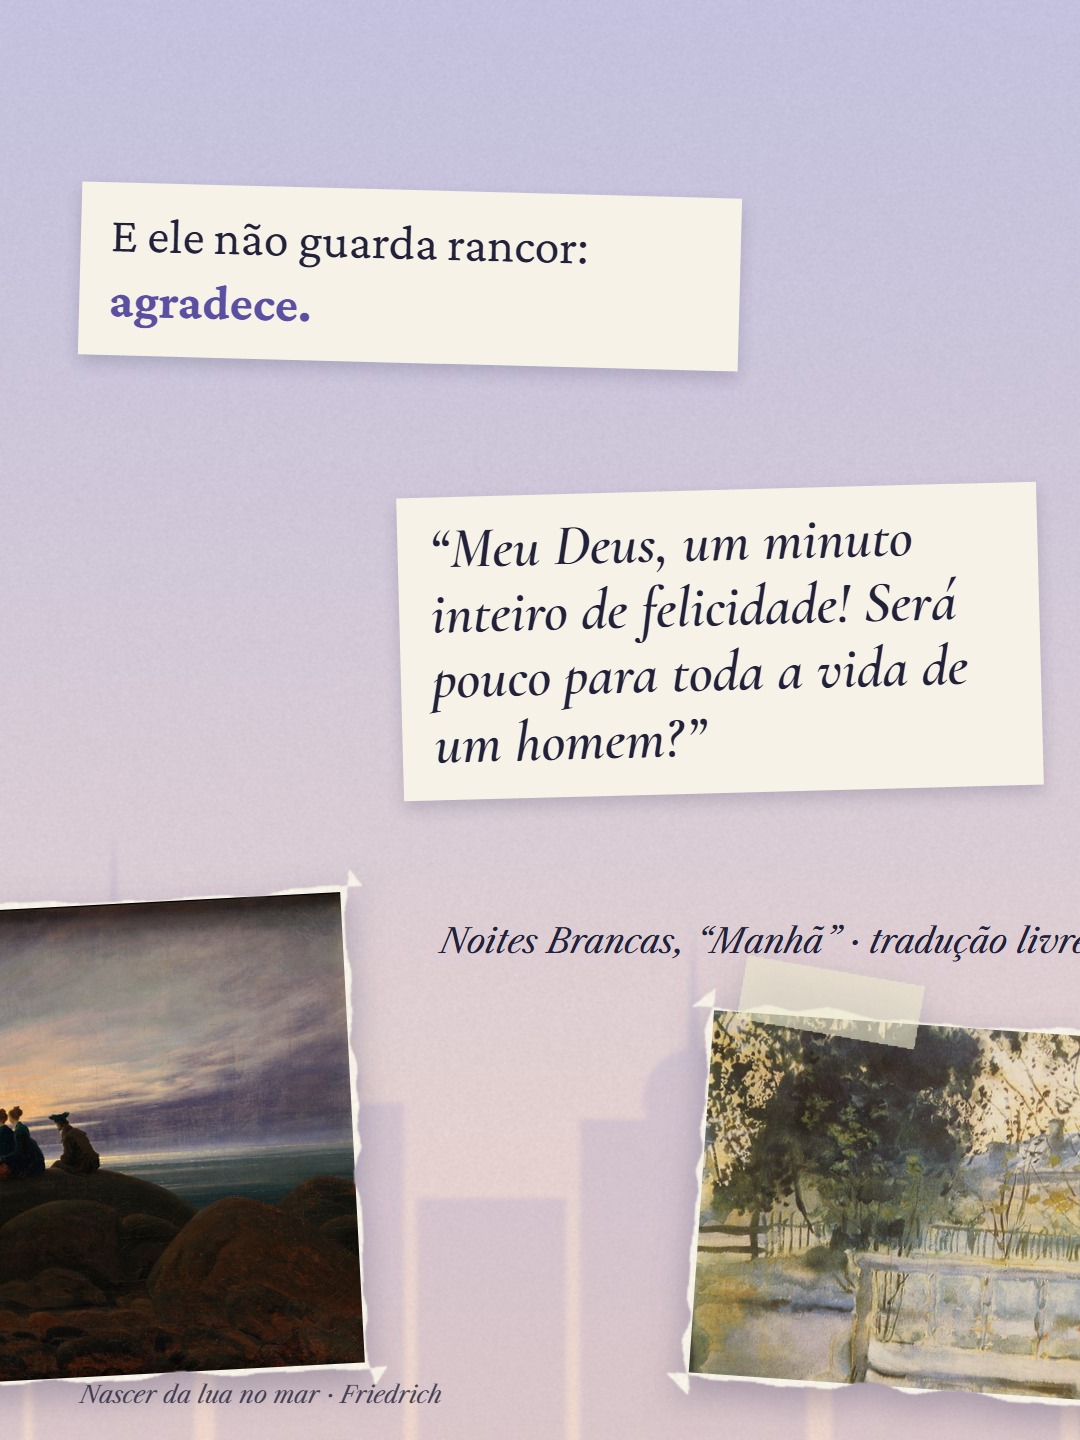 E ele não guarda rancor:
agradece.
“Meu Deus, um minuto
inteiro de felicidade! Será
pouco para toda a vida de
um homem?”
Noites Brancas, “Manhã” · tradução livre
Nascer da lua no mar · Friedrich